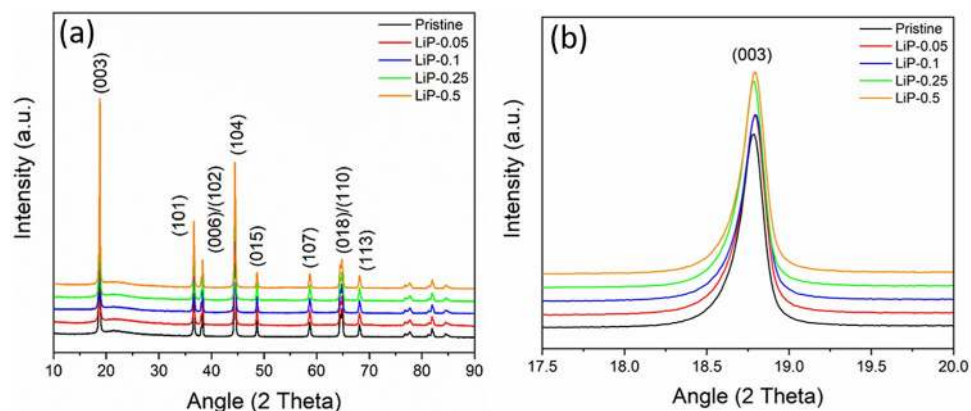 (a)
Pristine
LiP-0.05
LiP-0.1
LiP-0.25
LiP-0.5
(003)
(101)
(006)/(102)
(104)
(015)
(107)
(018)/(110)
(113)
Intensity (a.u.)
10 20 30 40 50 60 70 80 90
Angle (2 Theta)
(b)
(003)
Pristine
LiP-0.05
LiP-0.1
LiP-0.25
LiP-0.5
Intensity (a.u.)
17.5 18.0 18.5 19.0 19.5 20.0
Angle (2 Theta)